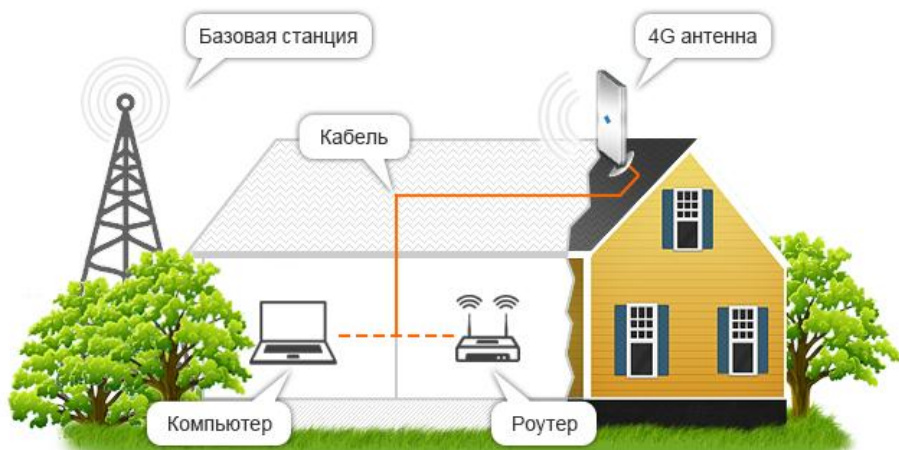 Базовая станция
4G антенна
Кабель
Компьютер
Роутер